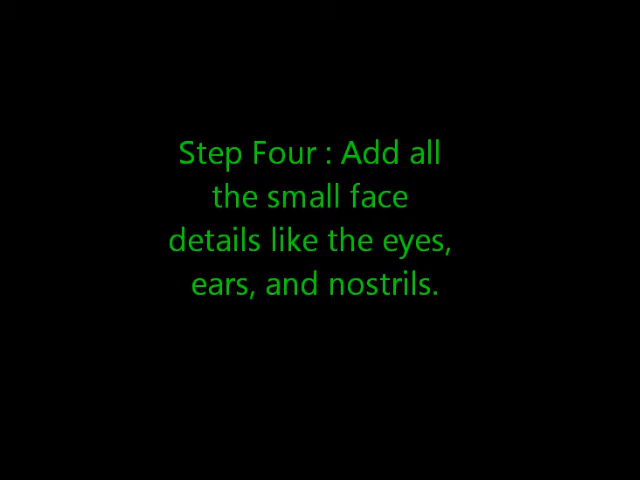 Step Four : Add all
the small face
details like the eyes,
ears, and nostrils.